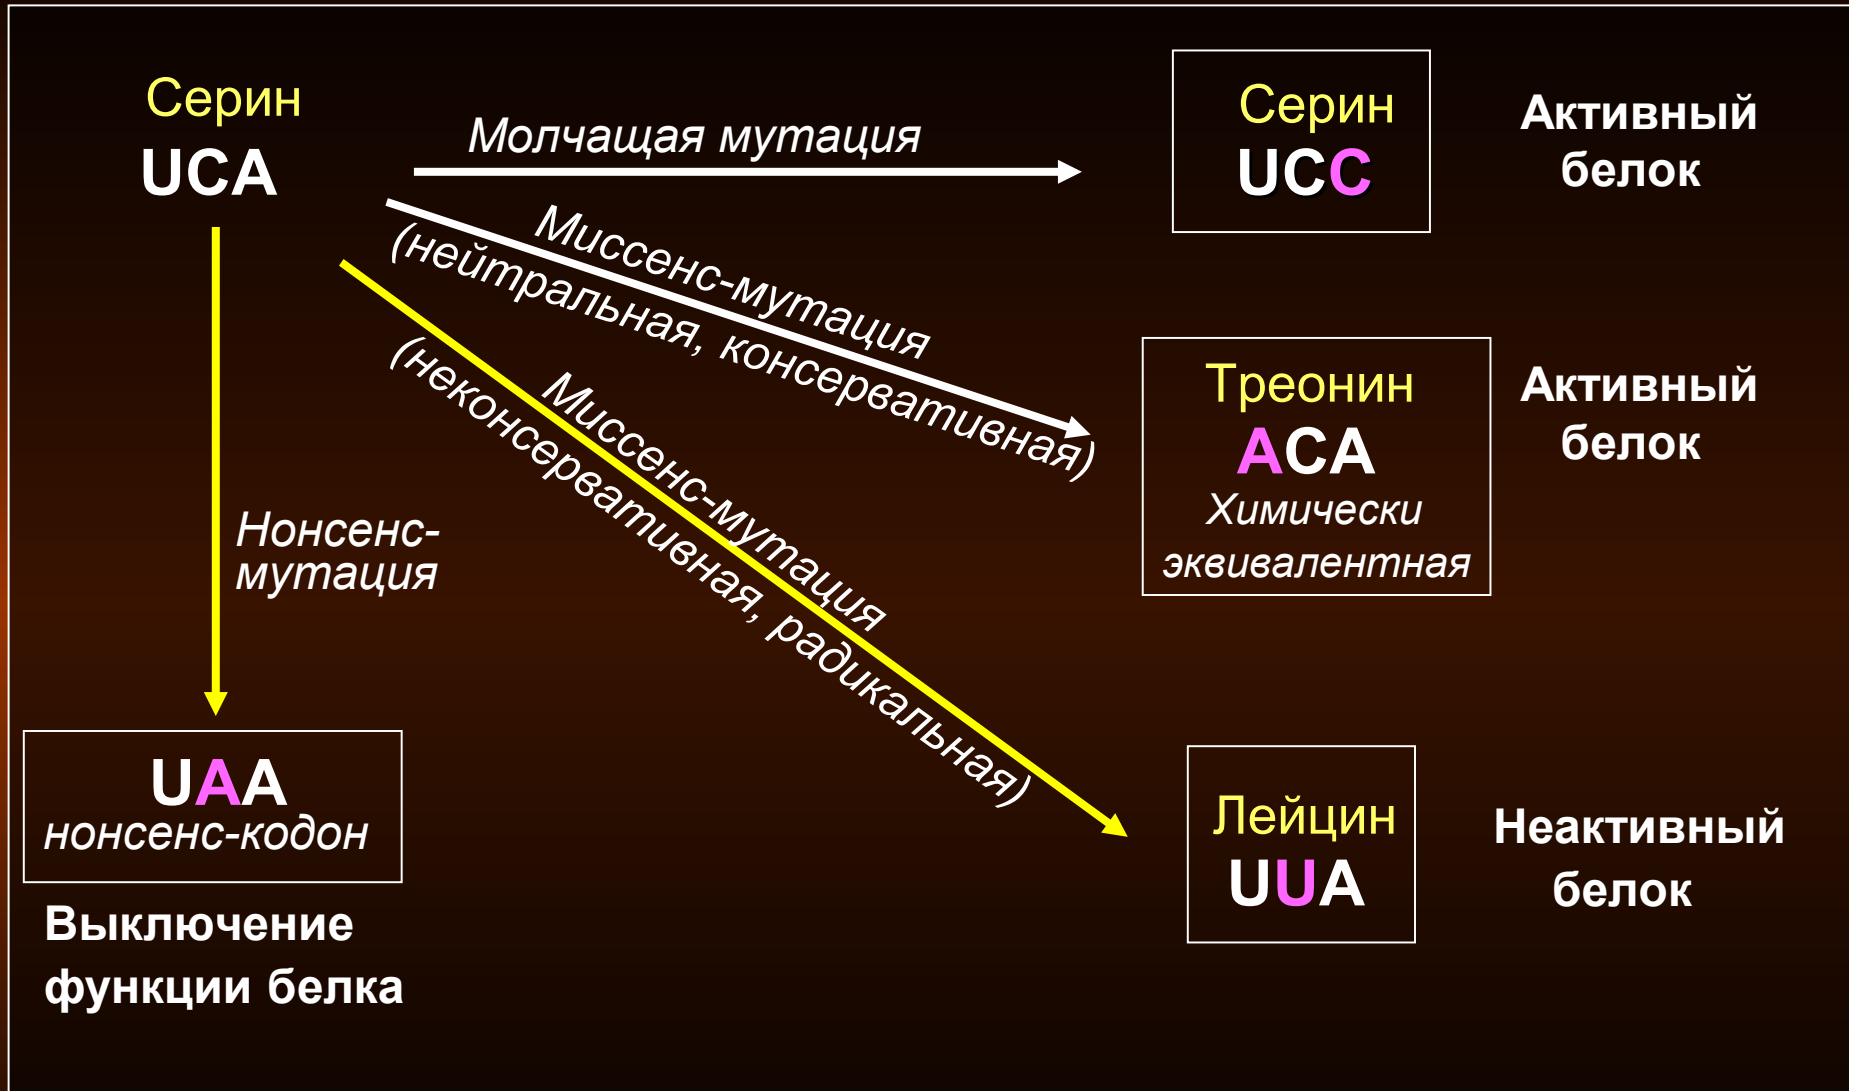 Серин
UCA
Молчащая мутация
Серин
UCC
Активный
белок
Миссенс-мутация
(нейтральная, консервативная)
Треонин
ACA
Химически
эквивалентная
Активный
белок
Миссенс-мутация
(неконсервативная, радикальная)
Лейцин
UUA
Неактивный
белок
Нонсенс-
мутация
UAA
нонсенс-кодон
Выключение
функции белка